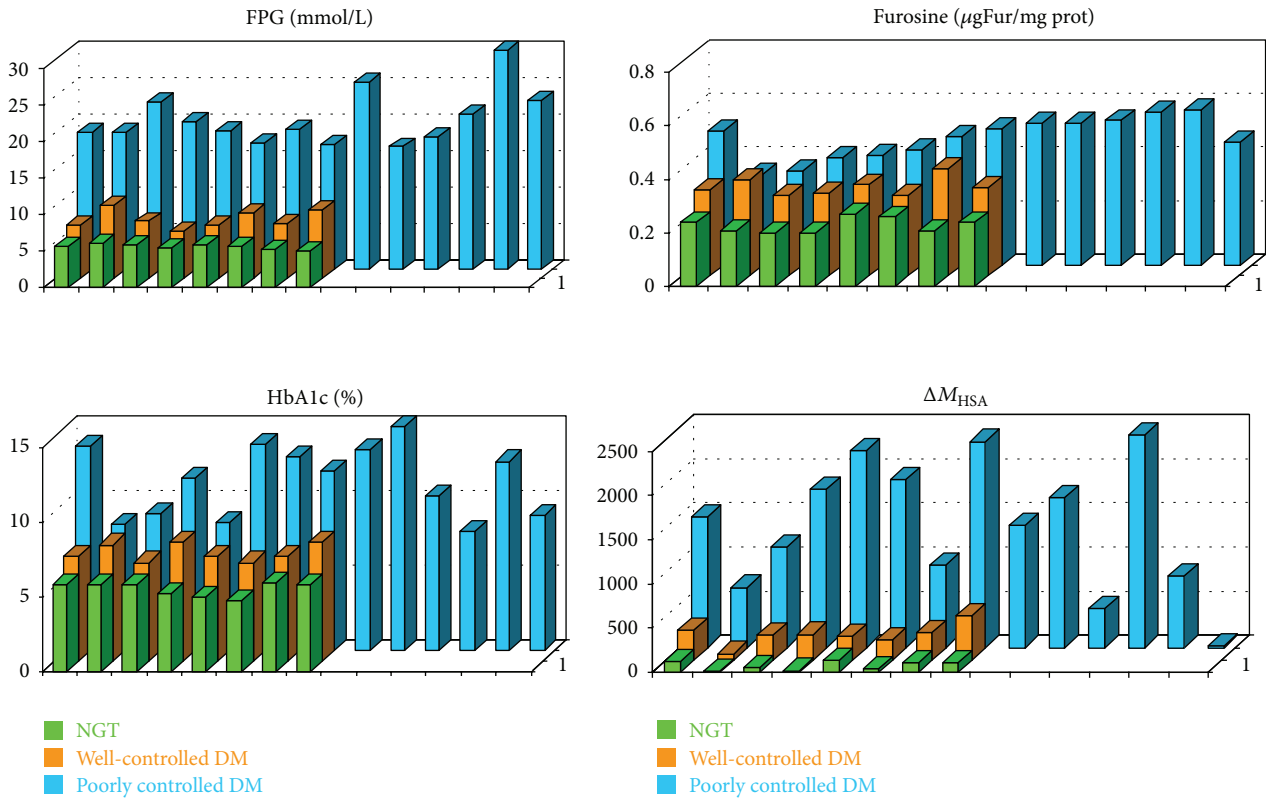 FPG (mmol/L)
30
25
20
15
10
5
0
1
Furosine (μgFur/mg prot)
0.8
0.6
0.4
0.2
0
1
HbA1c (%)
15
10
5
0
1
ΔM_HSA
2500
2000
1500
1000
500
0
1
NGT
Well-controlled DM
Poorly controlled DM
NGT
Well-controlled DM
Poorly controlled DM